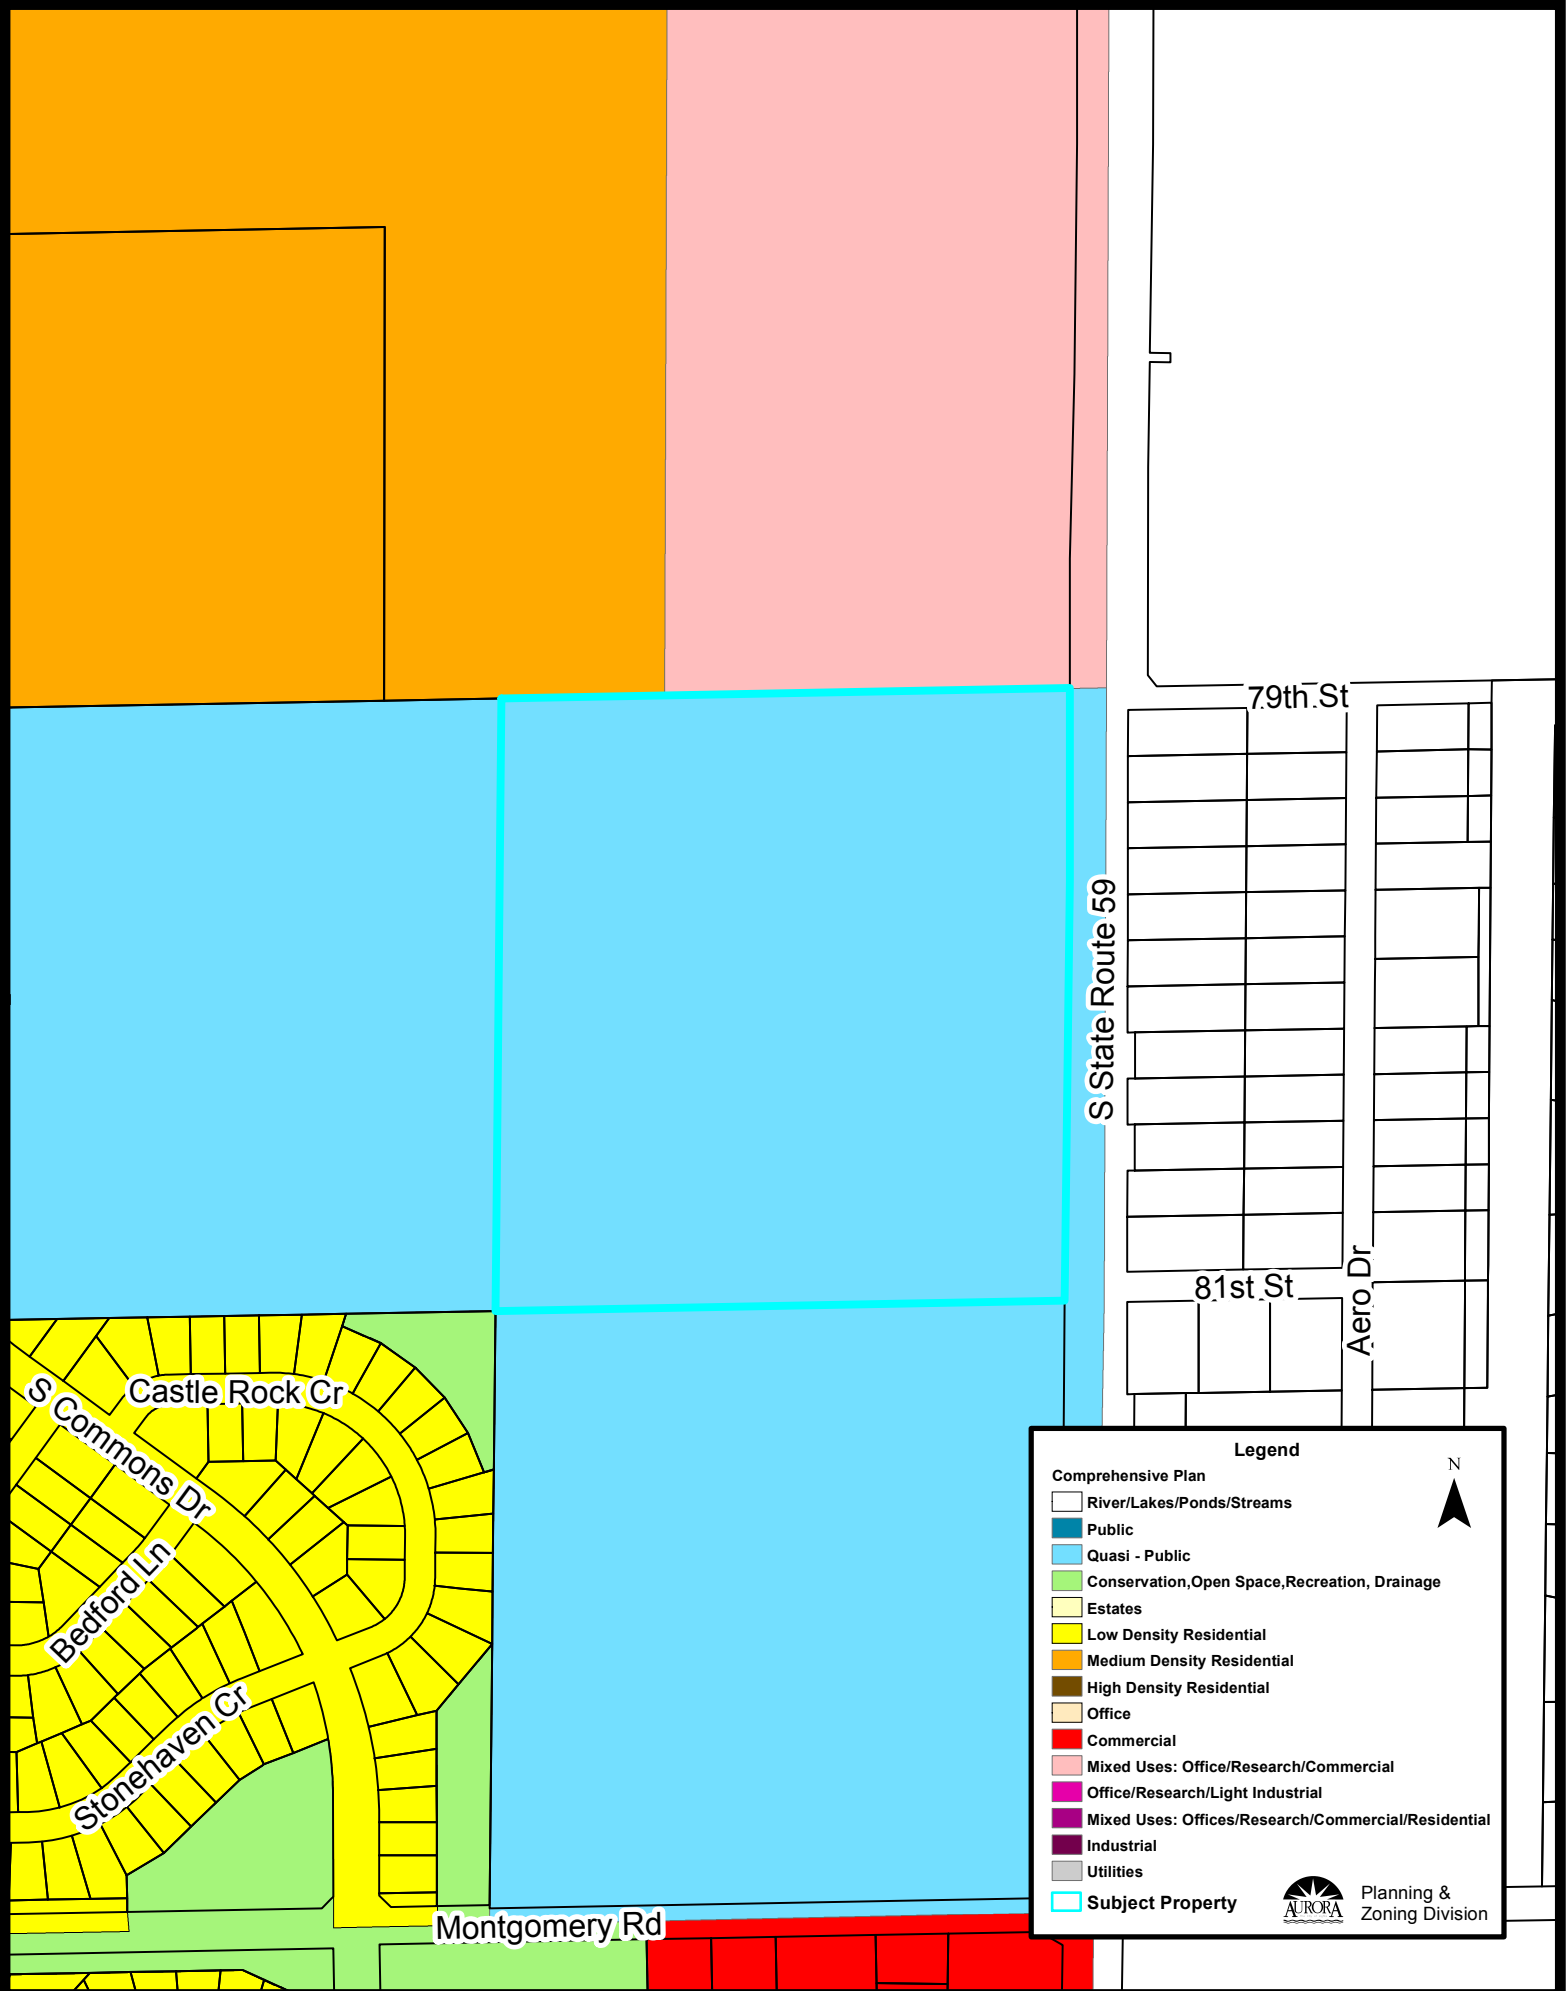 79th St
S State Route 59
81st St
Aero Dr
Castle Rock Cr
S Commons Dr
Bedford Ln
Stonehaven Cr
Montgomery Rd
Legend
Comprehensive Plan
N
River/Lakes/Ponds/Streams
Public
Quasi - Public
Conservation,Open Space,Recreation, Drainage
Estates
Low Density Residential
Medium Density Residential
High Density Residential
Office
Commercial
Mixed Uses: Office/Research/Commercial
Office/Research/Light Industrial
Mixed Uses: Offices/Research/Commercial/Residential
Industrial
Utilities
Subject Property
AURORA
Planning &
Zoning Division